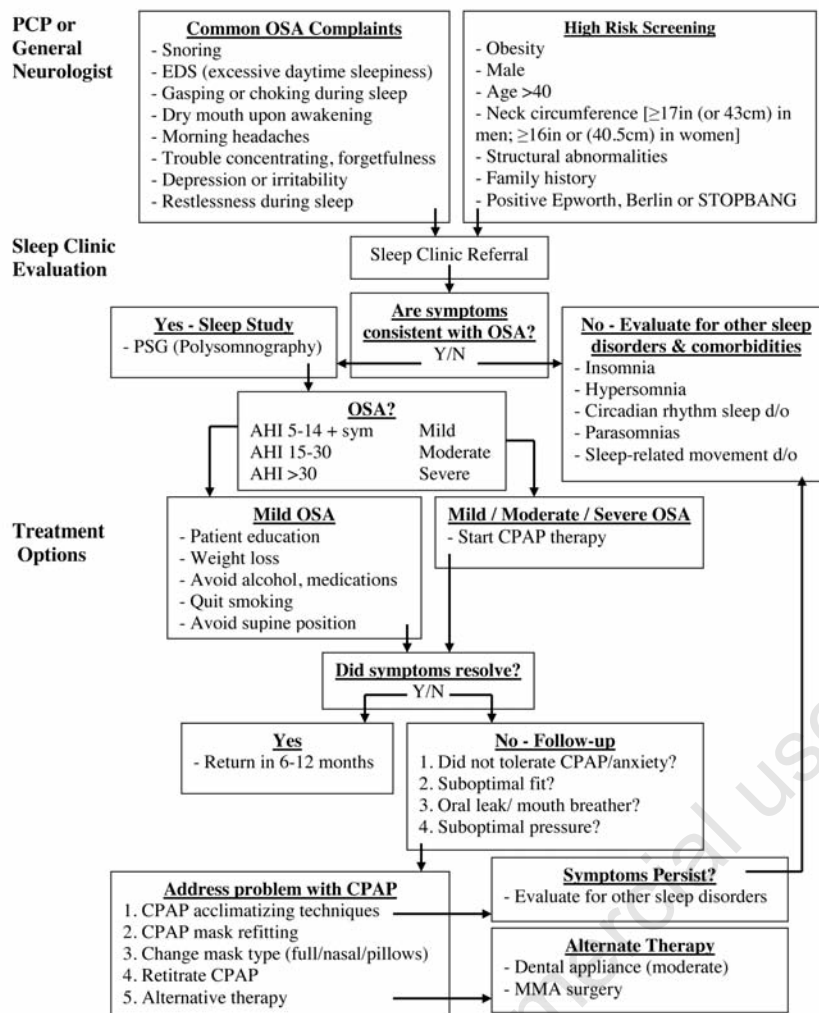 PCP or
General
Neurologist
Common OSA Complaints
- Snoring
- EDS (excessive daytime sleepiness)
- Gasping or choking during sleep
- Dry mouth upon awakening
- Morning headaches
- Trouble concentrating, forgetfulness
- Depression or irritability
- Restlessness during sleep
High Risk Screening
- Obesity
- Male
- Age >40
- Neck circumference [≥17in (or 43cm) in
men; ≥16in or (40.5cm) in women]
- Structural abnormalities
- Family history
- Positive Epworth, Berlin or STOPBANG
Sleep Clinic
Evaluation
Sleep Clinic Referral
Are symptoms
consistent with OSA?
Y/N
Yes - Sleep Study
- PSG (Polysomnography)
No - Evaluate for other sleep
disorders & comorbidities
- Insomnia
- Hypersomnia
- Circadian rhythm sleep d/o
- Parasomnias
- Sleep-related movement d/o
OSA?
AHI 5-14 + sym Mild
AHI 15-30 Moderate
AHI >30 Severe
Treatment
Options
Mild OSA
- Patient education
- Weight loss
- Avoid alcohol, medications
- Quit smoking
- Avoid supine position
Mild / Moderate / Severe OSA
- Start CPAP therapy
Did symptoms resolve?
Y/N
Yes
- Return in 6-12 months
No - Follow-up
1. Did not tolerate CPAP/anxiety?
2. Suboptimal fit?
3. Oral leak/ mouth breather?
4. Suboptimal pressure?
Address problem with CPAP
1. CPAP acclimatizing techniques
2. CPAP mask refitting
3. Change mask type (full/nasal/pillows)
4. Retitrate CPAP
5. Alternative therapy
Symptoms Persist?
- Evaluate for other sleep disorders
Alternate Therapy
- Dental appliance (moderate)
- MMA surgery